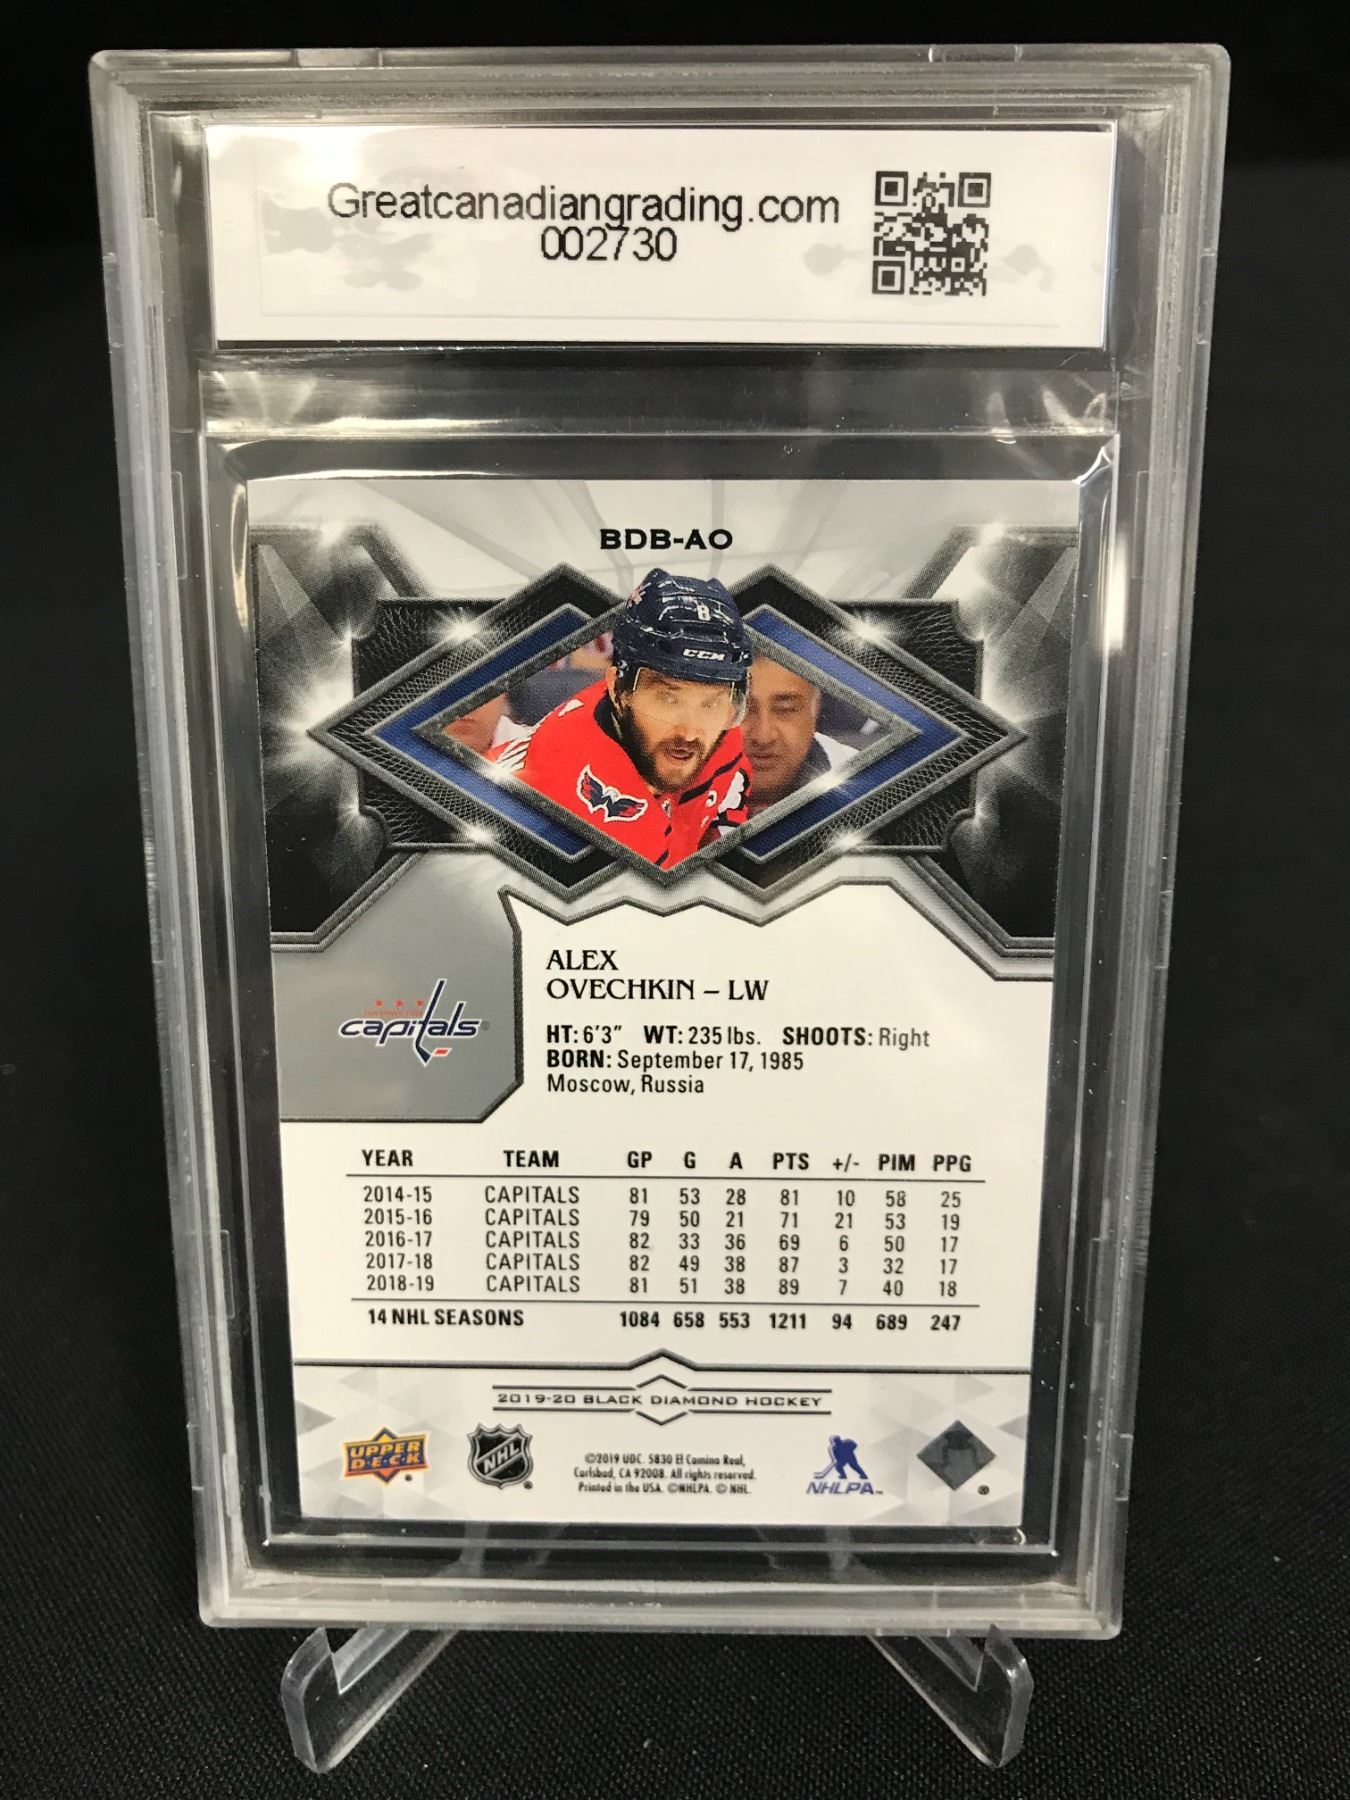 Greatcanadiangrading.com
002730
BDB-AO
8
CCM
ALEX
OVECHKIN – LW
capitals
HT: 6'3" WT: 235 lbs. SHOOTS: Right
BORN: September 17, 1985
Moscow, Russia
YEAR TEAM GP G A PTS +/- PIM PPG
2014-15 CAPITALS 81 53 28 81 10 58 25
2015-16 CAPITALS 79 50 21 71 21 53 19
2016-17 CAPITALS 82 33 36 69 6 50 17
2017-18 CAPITALS 82 49 38 87 3 32 17
2018-19 CAPITALS 81 51 38 89 7 40 18
14 NHL SEASONS 1084 658 553 1211 94 689 247
2019-20 BLACK DIAMOND HOCKEY
UPPER
D·E·C·K
NHL
©2019 UDC. 5830 El Camino Real,
Carlsbad, CA 92008. All rights reserved.
Printed in the USA. ©NHLPA. © NHL.
NHLPA